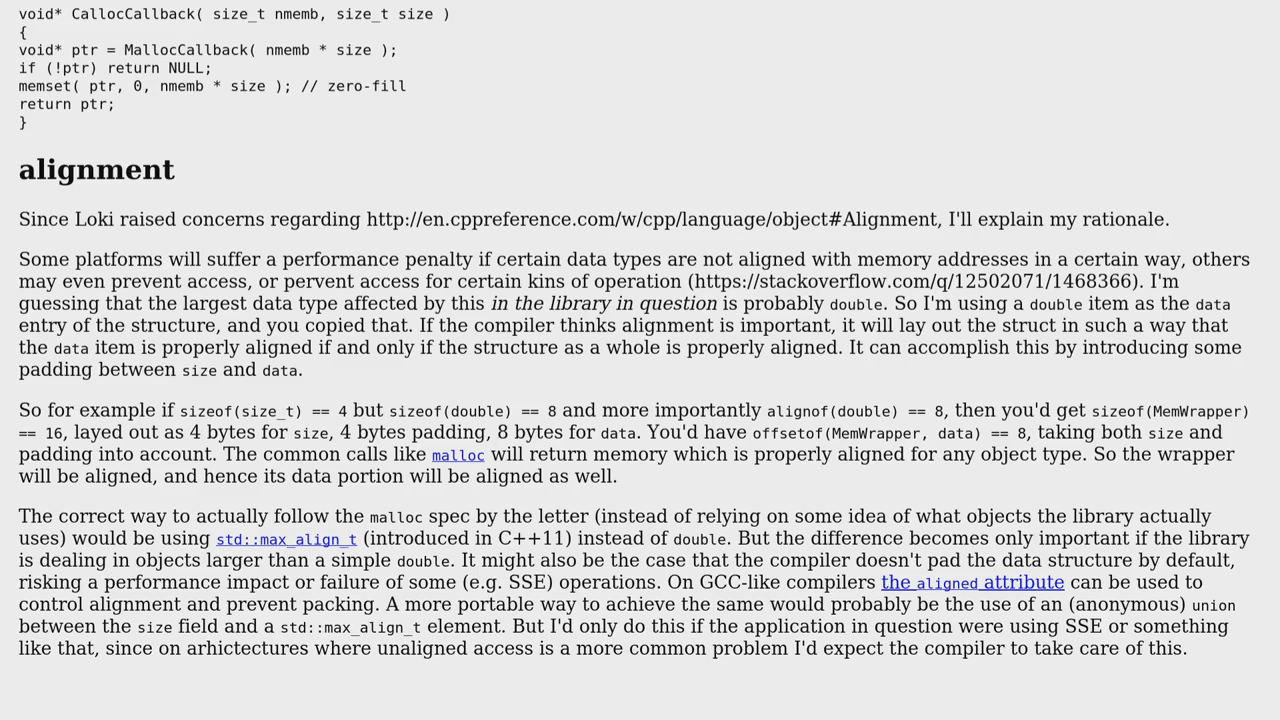 void* CallocCallback( size_t nmemb, size_t size )
{
void* ptr = MallocCallback( nmemb * size );
if (!ptr) return NULL;
memset( ptr, 0, nmemb * size ); // zero-fill
return ptr;
}
alignment
Since Loki raised concerns regarding http://en.cppreference.com/w/cpp/language/object#Alignment, I'll explain my rationale.
Some platforms will suffer a performance penalty if certain data types are not aligned with memory addresses in a certain way, others
may even prevent access, or pervent access for certain kins of operation (https://stackoverflow.com/q/12502071/1468366). I'm
guessing that the largest data type affected by this in the library in question is probably double. So I'm using a double item as the data
entry of the structure, and you copied that. If the compiler thinks alignment is important, it will lay out the struct in such a way that
the data item is properly aligned if and only if the structure as a whole is properly aligned. It can accomplish this by introducing some
padding between size and data.
So for example if sizeof(size_t) == 4 but sizeof(double) == 8 and more importantly alignof(double) == 8, then you'd get sizeof(MemWrapper)
== 16, layed out as 4 bytes for size, 4 bytes padding, 8 bytes for data. You'd have offsetof(MemWrapper, data) == 8, taking both size and
padding into account. The common calls like malloc will return memory which is properly aligned for any object type. So the wrapper
will be aligned, and hence its data portion will be aligned as well.
The correct way to actually follow the malloc spec by the letter (instead of relying on some idea of what objects the library actually
uses) would be using std::max_align_t (introduced in C++11) instead of double. But the difference becomes only important if the library
is dealing in objects larger than a simple double. It might also be the case that the compiler doesn't pad the data structure by default,
risking a performance impact or failure of some (e.g. SSE) operations. On GCC-like compilers the aligned attribute can be used to
control alignment and prevent packing. A more portable way to achieve the same would probably be the use of an (anonymous) union
between the size field and a std::max_align_t element. But I'd only do this if the application in question were using SSE or something
like that, since on arhictectures where unaligned access is a more common problem I'd expect the compiler to take care of this.